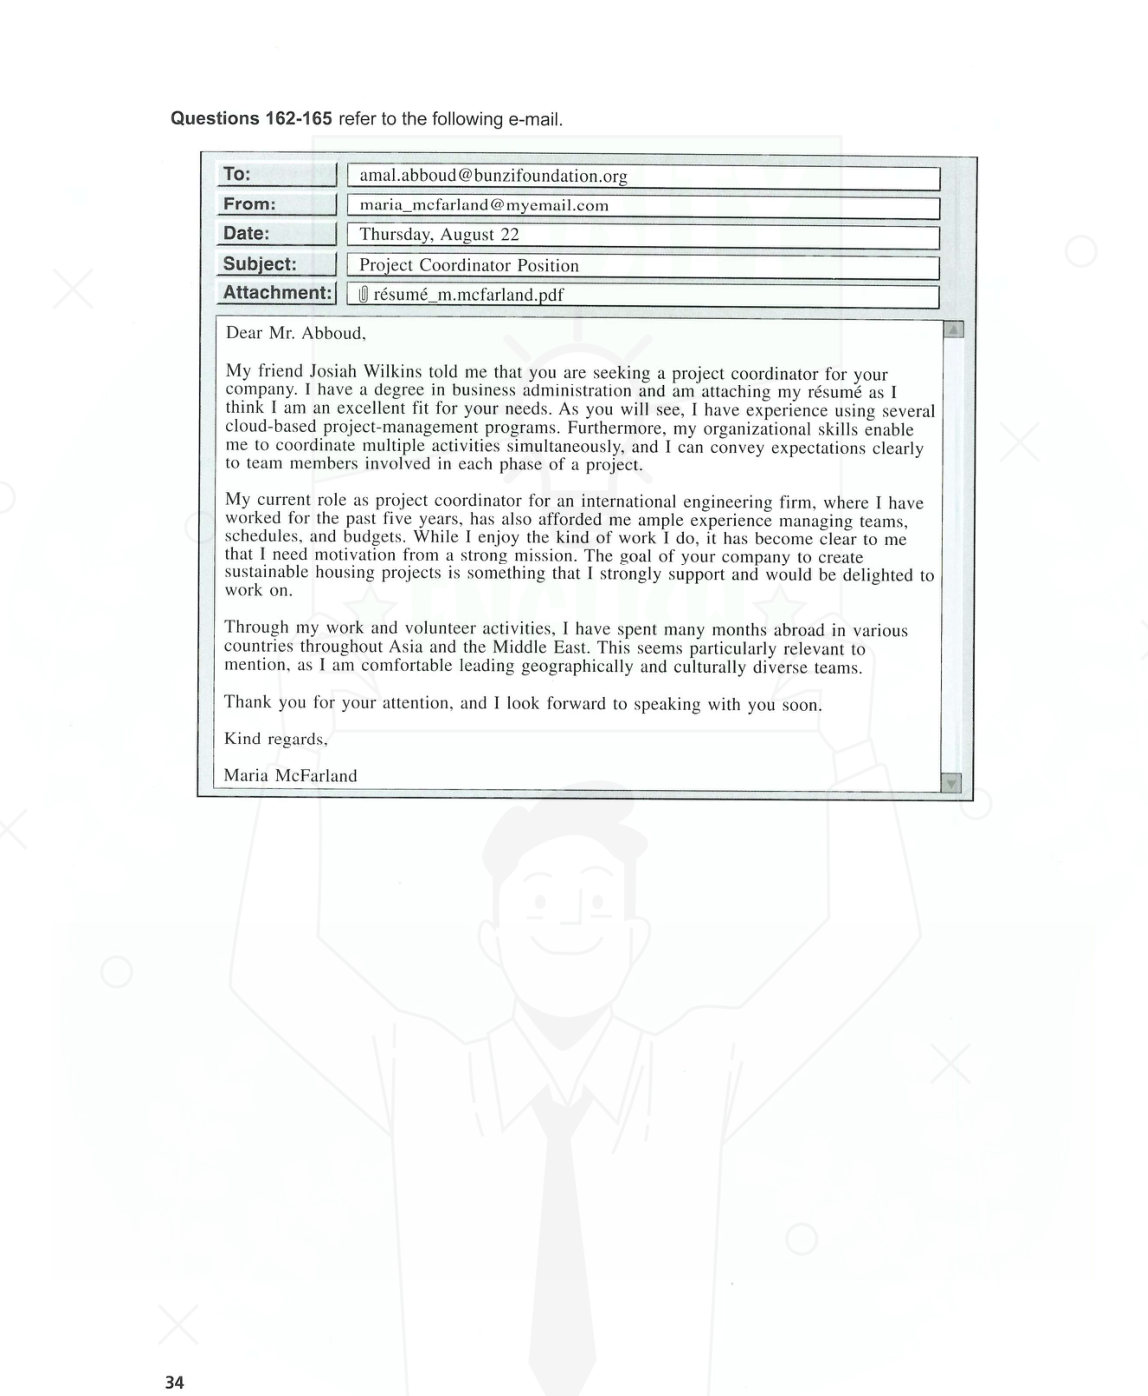 Questions 162-165 refer to the following e-mail.
To: amal.abboud@bunzifoundation.org
From: maria_mcfarland@myemail.com
Date: Thursday, August 22
Subject: Project Coordinator Position
Attachment: résumé_m.mcfarland.pdf
Dear Mr. Abboud,
My friend Josiah Wilkins told me that you are seeking a project coordinator for your
company. I have a degree in business administration and am attaching my résumé as I
think I am an excellent fit for your needs. As you will see, I have experience using several
cloud-based project-management programs. Furthermore, my organizational skills enable
me to coordinate multiple activities simultaneously, and I can convey expectations clearly
to team members involved in each phase of a project.
My current role as project coordinator for an international engineering firm, where I have
worked for the past five years, has also afforded me ample experience managing teams,
schedules, and budgets. While I enjoy the kind of work I do, it has become clear to me
that I need motivation from a strong mission. The goal of your company to create
sustainable housing projects is something that I strongly support and would be delighted to
work on.
Through my work and volunteer activities, I have spent many months abroad in various
countries throughout Asia and the Middle East. This seems particularly relevant to
mention, as I am comfortable leading geographically and culturally diverse teams.
Thank you for your attention, and I look forward to speaking with you soon.
Kind regards,
Maria McFarland
34